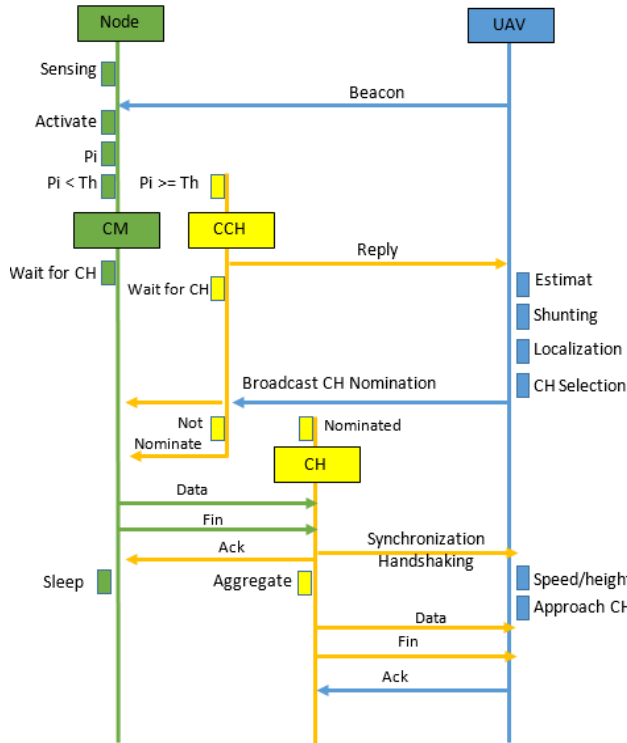 Node
UAV
Sensing
Beacon
Activate
Pi
Pi < Th
Pi >= Th
CM
CCH
Reply
Wait for CH
Wait for CH
Estimat
Shunting
Localization
Broadcast CH Nomination
CH Selection
Not
Nominate
Nominated
CH
Data
Fin
Ack
Synchronization
Handshaking
Sleep
Aggregate
Speed/height
Approach CH
Data
Fin
Ack